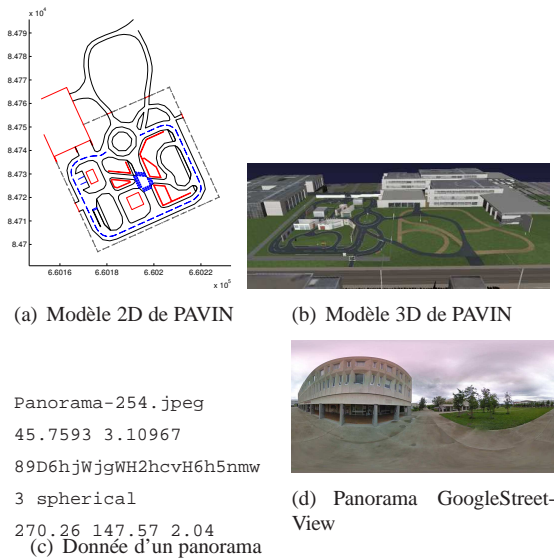 x 10⁴
8.479
8.478
8.477
8.476
8.475
8.474
8.473
8.472
8.471
8.47
6.6016 6.6018 6.602 6.6022
x 10⁵
(a) Modèle 2D de PAVIN
(b) Modèle 3D de PAVIN
Panorama-254.jpeg
45.7593 3.10967
89D6hjWjgWH2hcvH6h5nmw
3 spherical
270.26 147.57 2.04
(c) Donnée d'un panorama
(d) Panorama GoogleStreet-
View